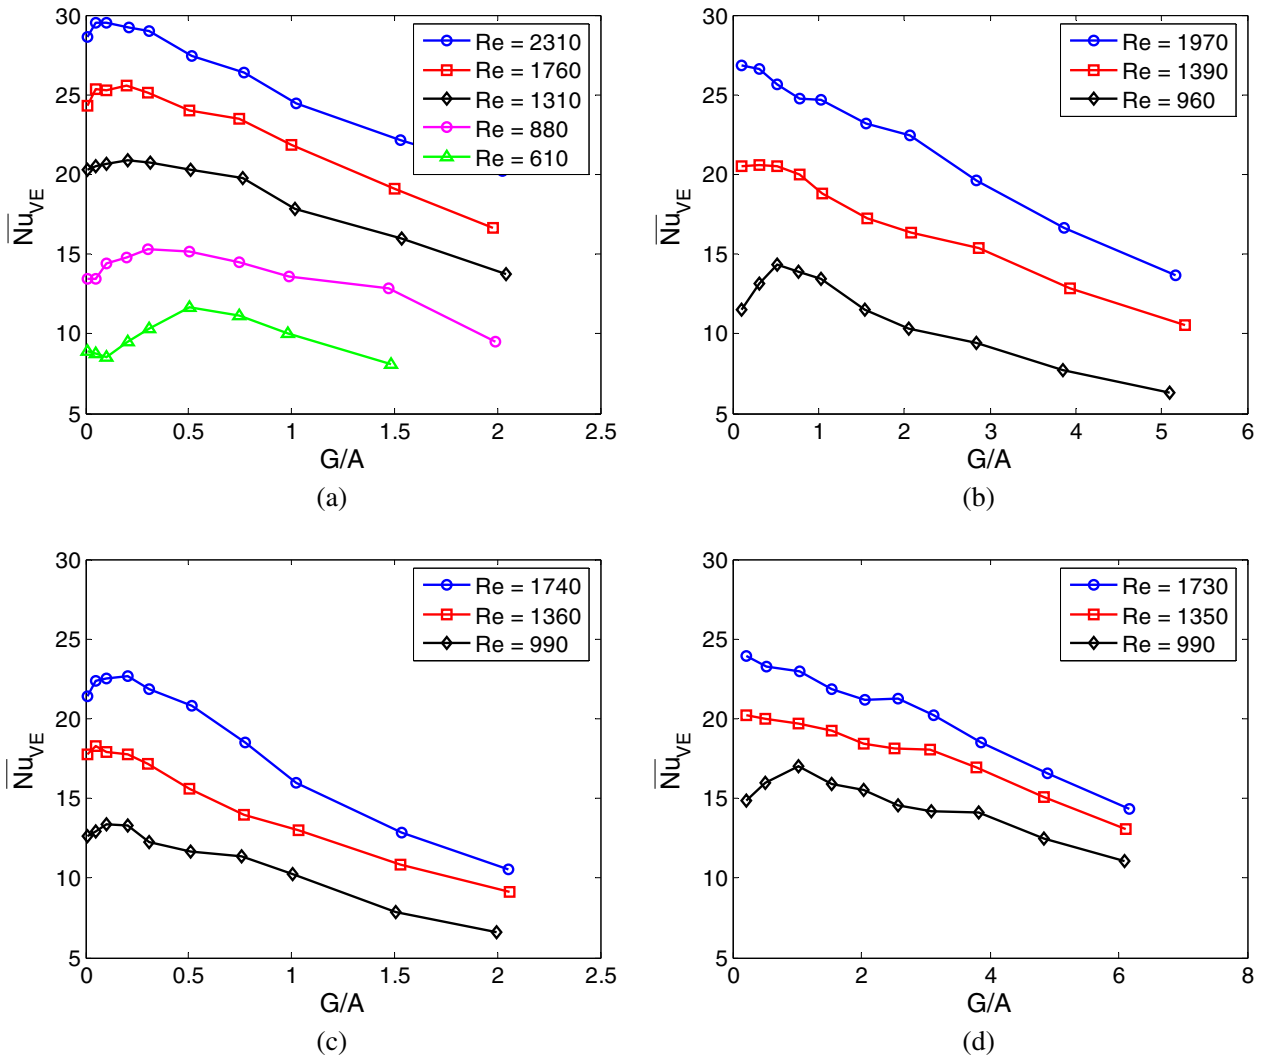 30
25
20
15
10
5
Nu_VE
Re = 2310
Re = 1760
Re = 1310
Re = 880
Re = 610
0 0.5 1 1.5 2 2.5
G/A
(a)
30
25
20
15
10
5
Nu_VE
Re = 1970
Re = 1390
Re = 960
0 1 2 3 4 5 6
G/A
(b)
30
25
20
15
10
5
Nu_VE
Re = 1740
Re = 1360
Re = 990
0 0.5 1 1.5 2 2.5
G/A
(c)
30
25
20
15
10
5
Nu_VE
Re = 1730
Re = 1350
Re = 990
0 2 4 6 8
G/A
(d)